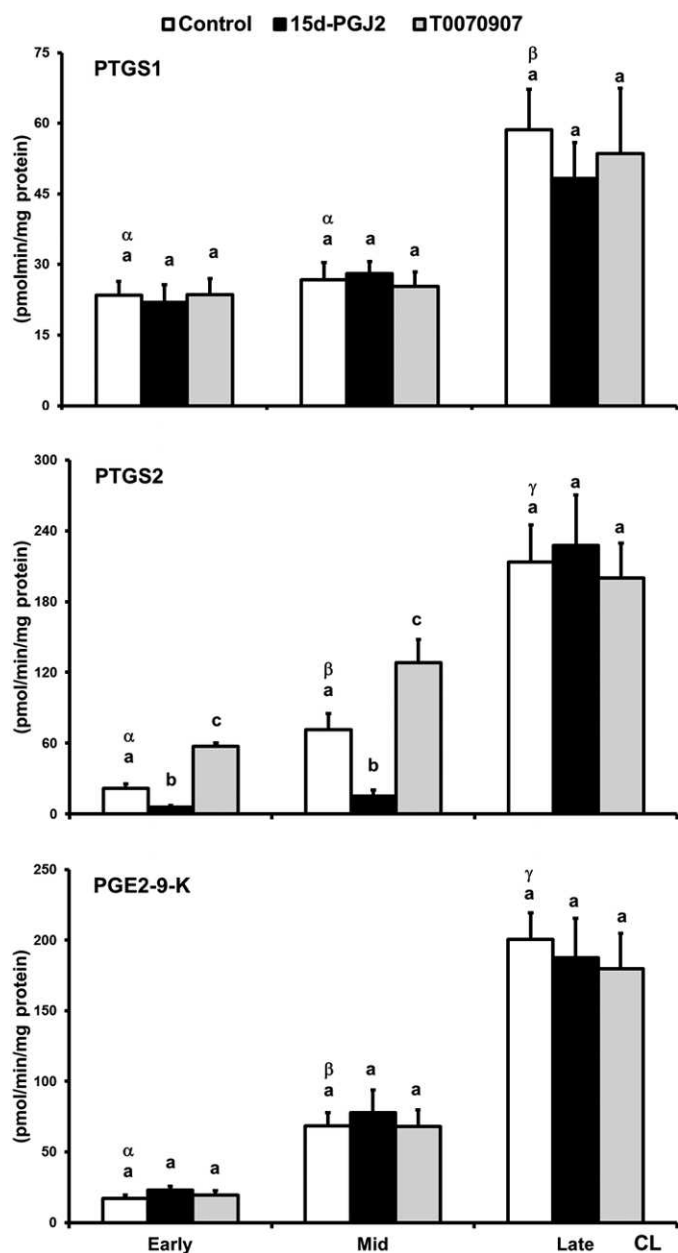 Control 15d-PGJ2 T0070907
PTGS1
(pmolmin/mg protein)
75
60
45
30
15
0
α
a a a
α
a a a
β
a a a
PTGS2
(pmol/min/mg protein)
300
240
180
120
60
0
α
a b c
β
a b c
γ
a a a
PGE2-9-K
(pmol/min/mg protein)
250
200
150
100
50
0
α
a a a
β
a a a
γ
a a a
Early Mid Late CL